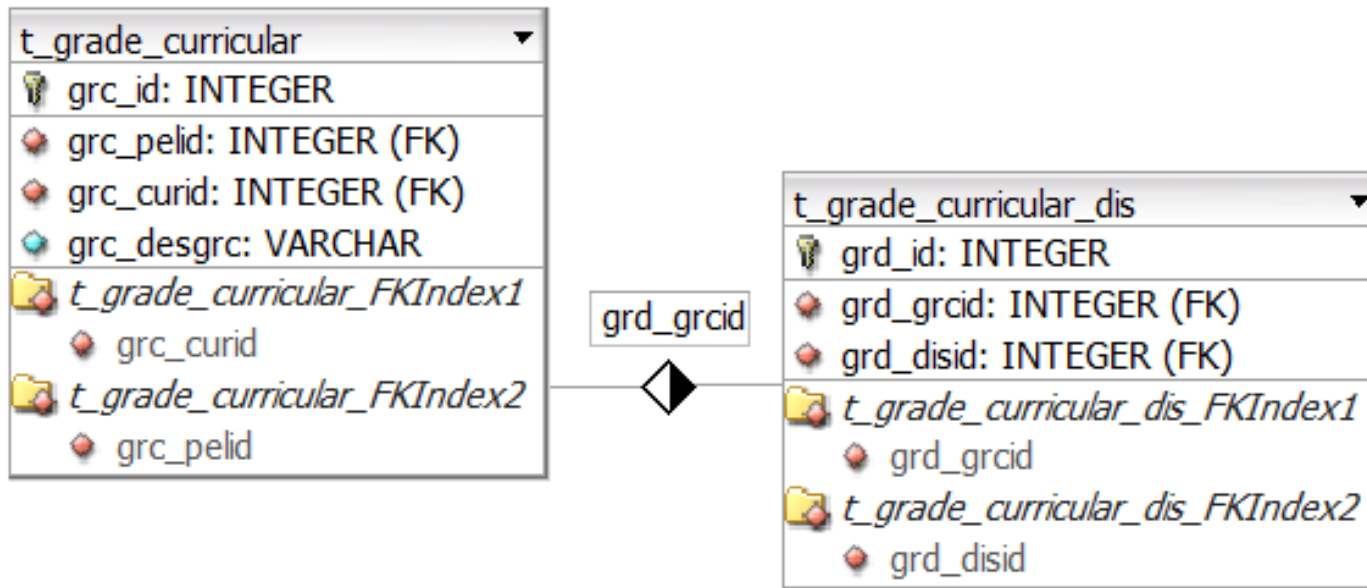 t_grade_curricular
grc_id: INTEGER
grc_pelid: INTEGER (FK)
grc_curid: INTEGER (FK)
grc_desgrc: VARCHAR
t_grade_curricular_FKIndex1
grc_curid
t_grade_curricular_FKIndex2
grc_pelid
grd_grcid
t_grade_curricular_dis
grd_id: INTEGER
grd_grcid: INTEGER (FK)
grd_disid: INTEGER (FK)
t_grade_curricular_dis_FKIndex1
grd_grcid
t_grade_curricular_dis_FKIndex2
grd_disid